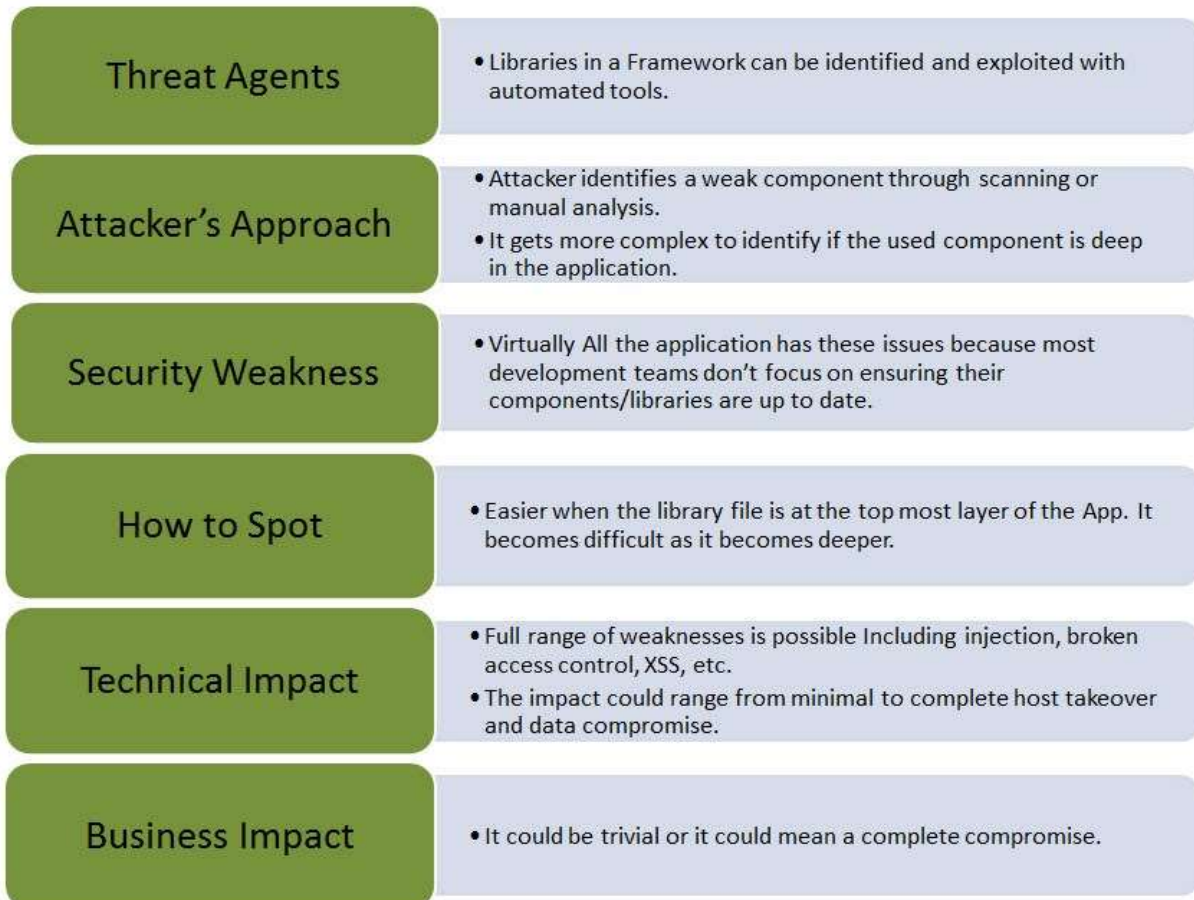 Threat Agents
• Libraries in a Framework can be identified and exploited with
automated tools.
Attacker’s Approach
• Attacker identifies a weak component through scanning or
manual analysis.
• It gets more complex to identify if the used component is deep
in the application.
Security Weakness
• Virtually All the application has these issues because most
development teams don’t focus on ensuring their
components/libraries are up to date.
How to Spot
• Easier when the library file is at the top most layer of the App. It
becomes difficult as it becomes deeper.
Technical Impact
• Full range of weaknesses is possible Including injection, broken
access control, XSS, etc.
• The impact could range from minimal to complete host takeover
and data compromise.
Business Impact
• It could be trivial or it could mean a complete compromise.